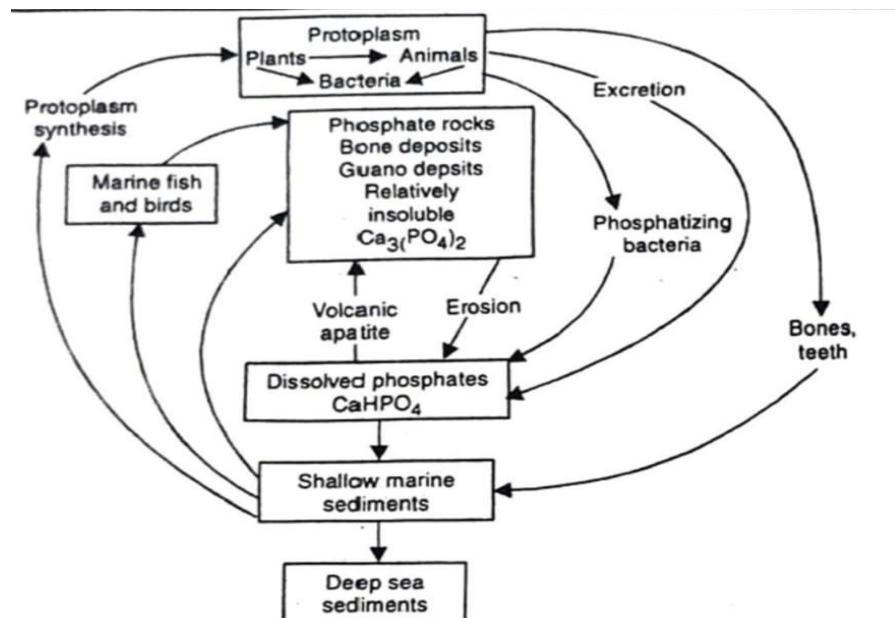 Protoplasm
Plants Animals
Bacteria
Excretion
Protoplasm
synthesis
Phosphate rocks
Bone deposits
Guano depsits
Relatively
insoluble
Ca3(PO4)2
Marine fish
and birds
Phosphatizing
bacteria
Volcanic
apatite
Erosion
Bones,
teeth
Dissolved phosphates
CaHPO4
Shallow marine
sediments
Deep sea
sediments